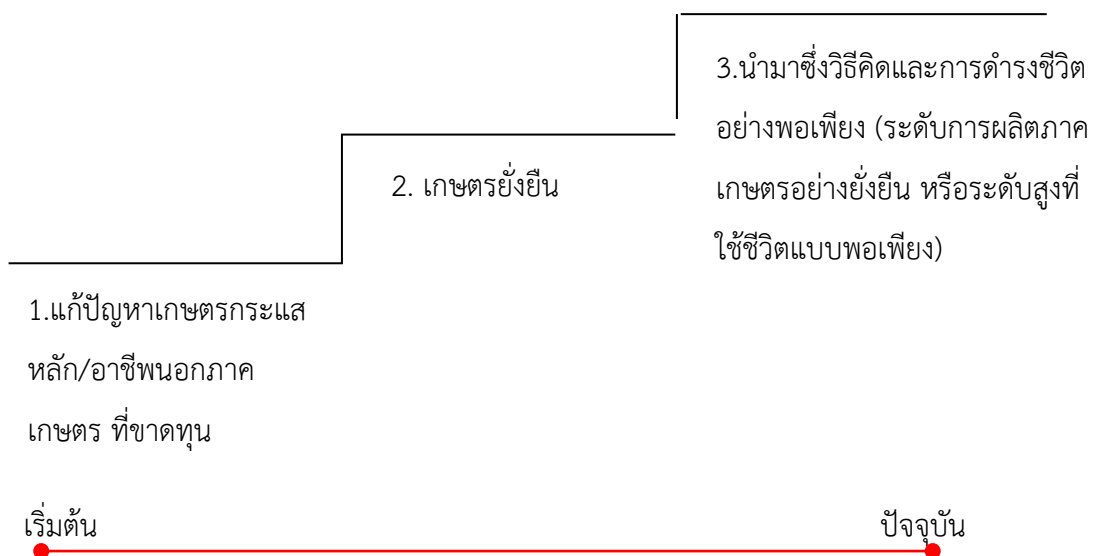 3.นำมาซึ่งวิธีคิดและการดำรงชีวิต
อย่างพอเพียง (ระดับการผลิตภาค
เกษตรอย่างยั่งยืน หรือระดับสูงที่
ใช้ชีวิตแบบพอเพียง)
2. เกษตรยั่งยืน
1.แก้ปัญหาเกษตรกระแส
หลัก/อาชีพนอกภาค
เกษตร ที่ขาดทุน
เริ่มต้น
ปัจจุบัน